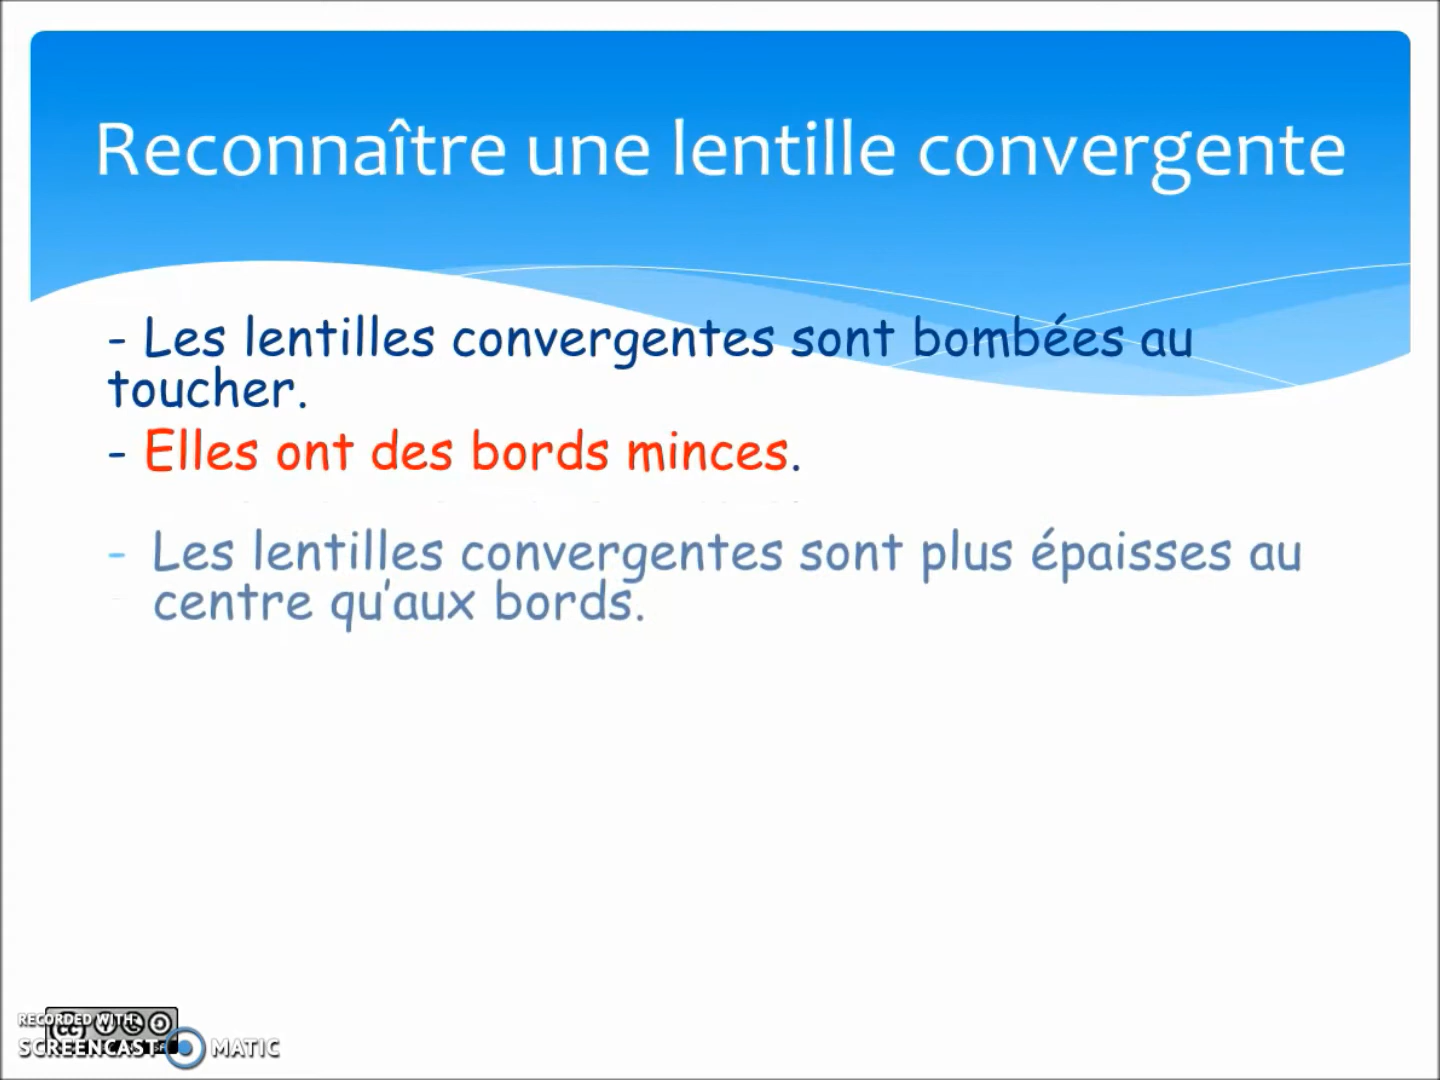 Reconnaître une lentille convergente
- Les lentilles convergentes sont bombées au
toucher.
- Elles ont des bords minces.
- Les lentilles convergentes sont plus épaisses au
centre qu'aux bords.
RECORDED WITH
SCREENCAST MATIC